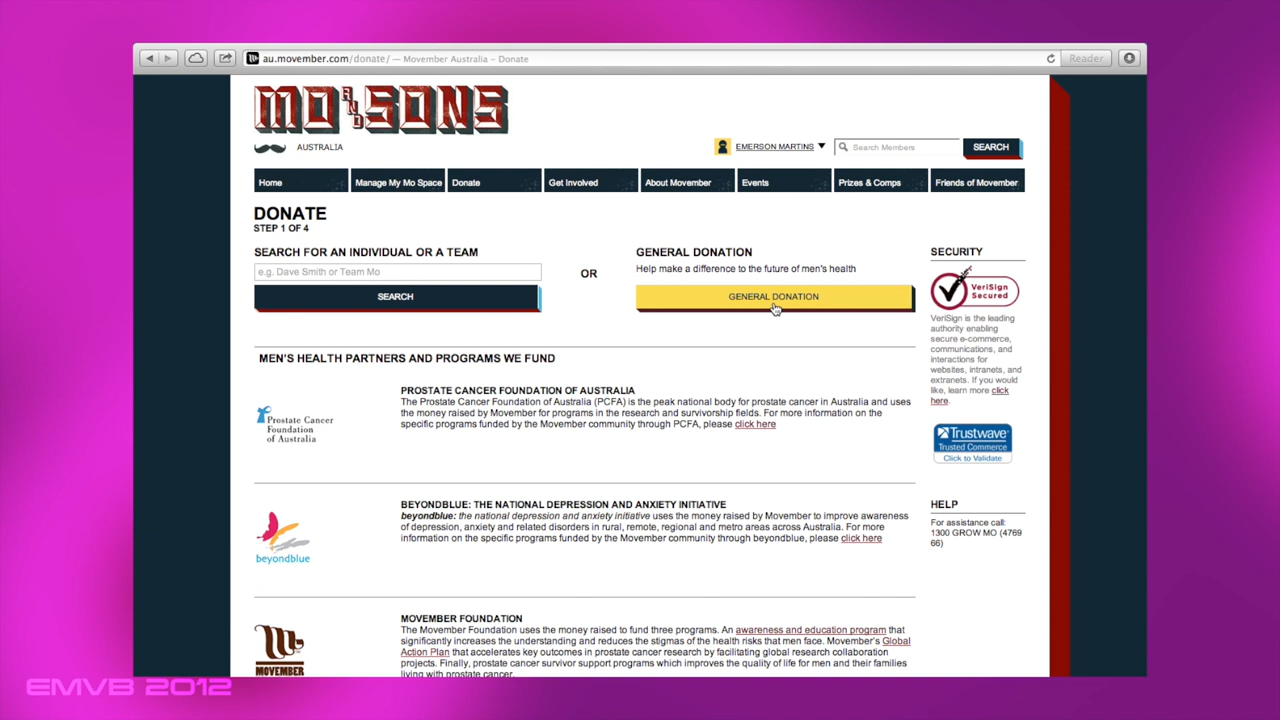 au.movember.com/donate/ — Movember Australia – Donate
Reader
MO AND SONS
AUSTRALIA
EMERSON MARTINS
Search Members
SEARCH
Home
Manage My Mo Space
Donate
Get Involved
About Movember
Events
Prizes & Comps
Friends of Movember
DONATE
STEP 1 OF 4
SEARCH FOR AN INDIVIDUAL OR A TEAM
e.g. Dave Smith or Team Mo
SEARCH
OR
GENERAL DONATION
Help make a difference to the future of men's health
GENERAL DONATION
SECURITY
VeriSign
Secured
VeriSign is the leading
authority enabling
secure e-commerce,
communications, and
interactions for
websites, intranets, and
extranets. If you would
like, learn more click
here.
Trustwave
Trusted Commerce
Click to Validate
HELP
For assistance call:
1300 GROW MO (4769
66)
MEN'S HEALTH PARTNERS AND PROGRAMS WE FUND
Prostate Cancer
Foundation
of Australia
PROSTATE CANCER FOUNDATION OF AUSTRALIA
The Prostate Cancer Foundation of Australia (PCFA) is the peak national body for prostate cancer in Australia and uses
the money raised by Movember for programs in the research and survivorship fields. For more information on the
specific programs funded by the Movember community through PCFA, please click here
beyondblue
BEYONDBLUE: THE NATIONAL DEPRESSION AND ANXIETY INITIATIVE
beyondblue: the national depression and anxiety initiative uses the money raised by Movember to improve awareness
of depression, anxiety and related disorders in rural, remote, regional and metro areas across Australia. For more
information on the specific programs funded by the Movember community through beyondblue, please click here
MOVEMBER
MOVEMBER FOUNDATION
The Movember Foundation uses the money raised to fund three programs. An awareness and education program that
significantly increases the understanding and reduces the stigmas of the health risks that men face. Movember's Global
Action Plan that accelerates key outcomes in prostate cancer research by facilitating global research collaboration
projects. Finally, prostate cancer survivor support programs which improves the quality of life for men and their families
living with prostate cancer.
EMVB 2012